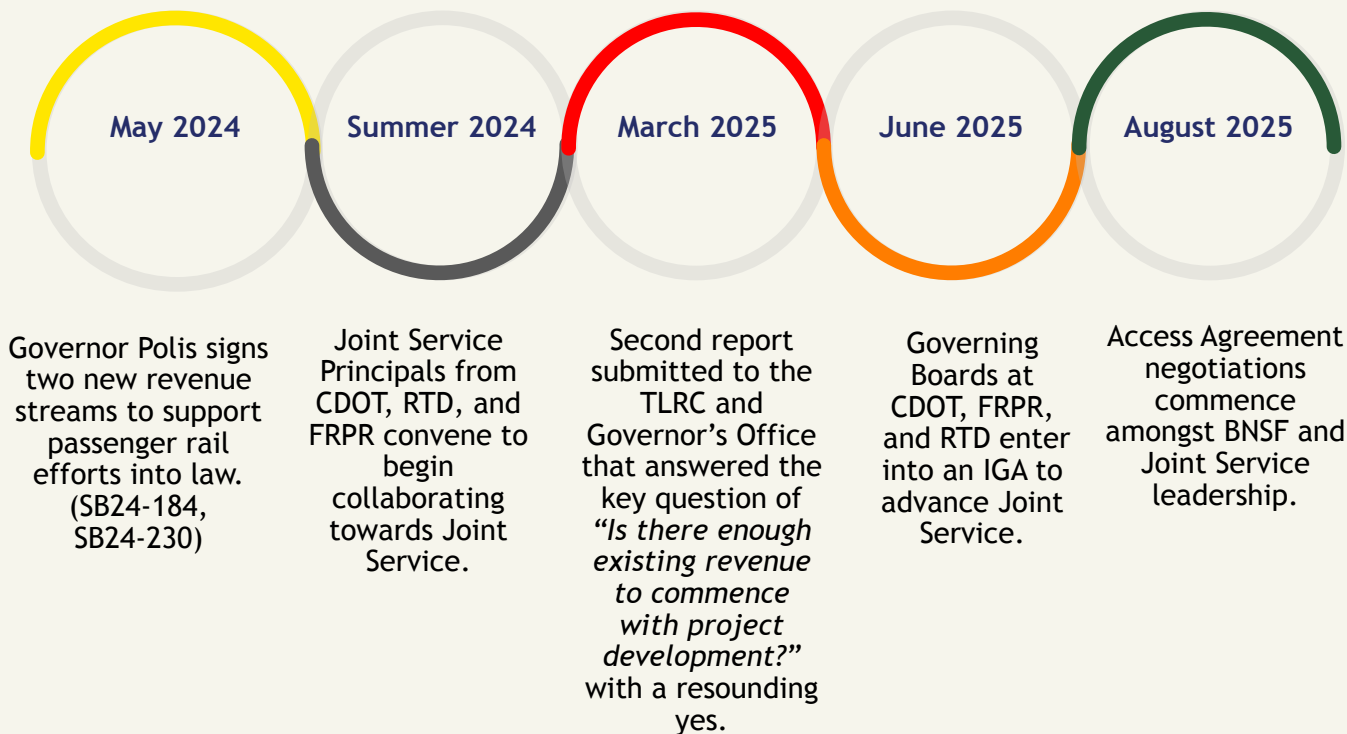 May 2024
Governor Polis signs
two new revenue
streams to support
passenger rail
efforts into law.
(SB24-184,
SB24-230)
Summer 2024
Joint Service
Principals from
CDOT, RTD, and
FRPR convene to
begin
collaborating
towards Joint
Service.
March 2025
Second report
submitted to the
TLRC and
Governor’s Office
that answered the
key question of
“Is there enough
existing revenue
to commence
with project
development?”
with a resounding
yes.
June 2025
Governing
Boards at
CDOT, FRPR,
and RTD enter
into an IGA to
advance Joint
Service.
August 2025
Access Agreement
negotiations
commence
amongst BNSF and
Joint Service
leadership.